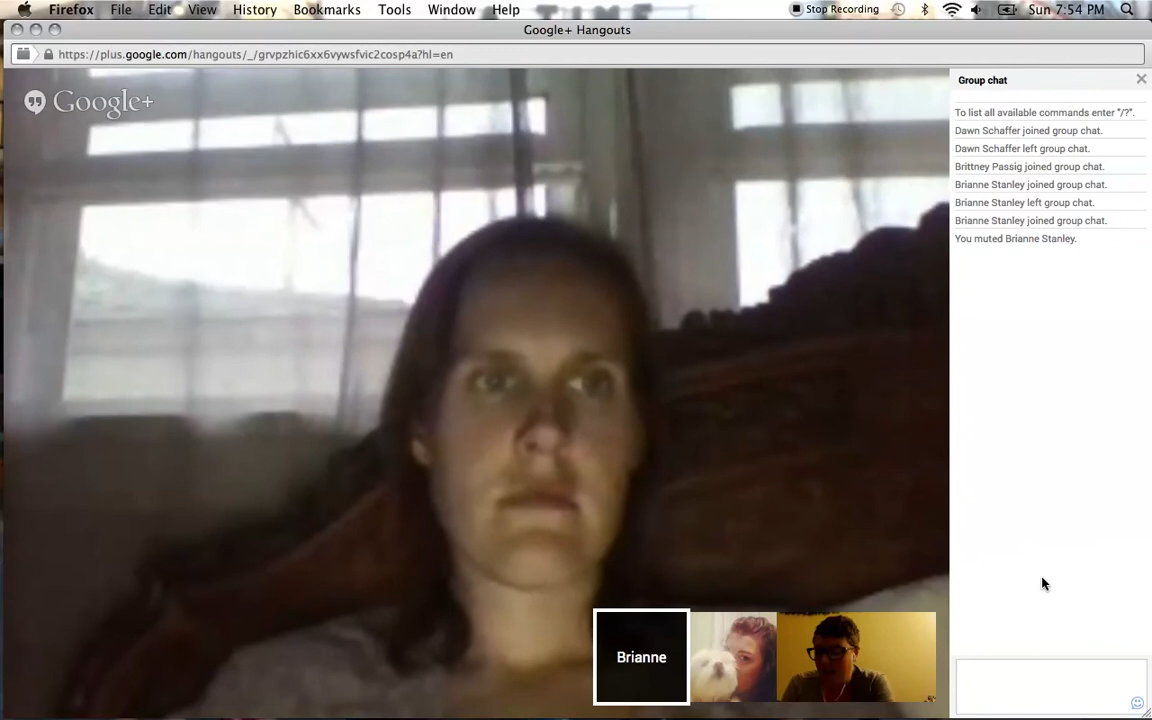 Firefox File Edit View History Bookmarks Tools Window Help Stop Recording Sun 7:54 PM
Google+ Hangouts
https://plus.google.com/hangouts/_/grvpzhic6xx6vywsfvic2cosp4a?hl=en
Google+
Group chat
To list all available commands enter "/?".
Dawn Schaffer joined group chat.
Dawn Schaffer left group chat.
Brittney Passig joined group chat.
Brianne Stanley joined group chat.
Brianne Stanley left group chat.
Brianne Stanley joined group chat.
You muted Brianne Stanley.
Brianne